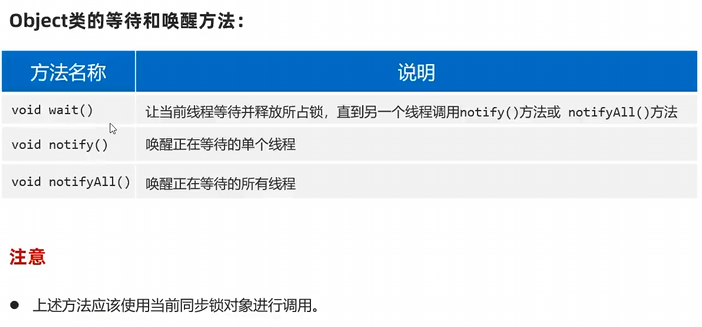 Object类的等待和唤醒方法：
方法名称 说明
void wait() 让当前线程等待并释放所占锁，直到另一个线程调用notify()方法或 notifyAll()方法
void notify() 唤醒正在等待的单个线程
void notifyAll() 唤醒正在等待的所有线程
注意
● 上述方法应该使用当前同步锁对象进行调用。